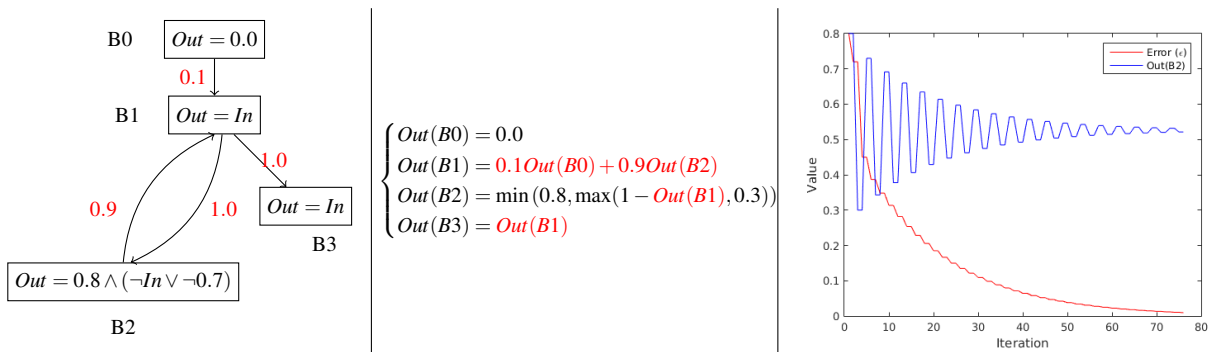 B0
Out = 0.0
0.1
B1
Out = In
1.0
0.9
1.0
Out = In
B3
Out = 0.8 ∧ (¬In ∨ ¬0.7)
B2
Out(B0) = 0.0
Out(B1) = 0.1Out(B0) + 0.9Out(B2)
Out(B2) = min(0.8, max(1 − Out(B1), 0.3))
Out(B3) = Out(B1)
0.8
0.7
0.6
0.5
0.4
0.3
0.2
0.1
0
Value
Error (ϵ)
Out(B2)
0 10 20 30 40 50 60 70 80
Iteration